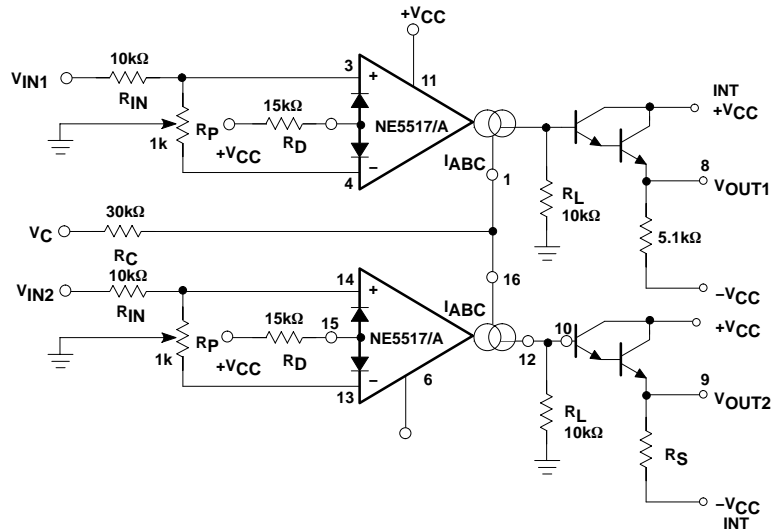 +VCC
10kΩ
VIN1
3
+
11
INT
+VCC
RIN
15kΩ
RP
NE5517/A
1k
+VCC
RD
−
4
IABC
1
8
VOUT1
RL
10kΩ
30kΩ
VC
5.1kΩ
RC
10kΩ
16
−VCC
VIN2
14
+
IABC
+VCC
RIN
15kΩ
15
RP
NE5517/A
10
1k
+VCC
RD
12
−
13
6
9
VOUT2
RL
10kΩ
RS
−VCC
INT